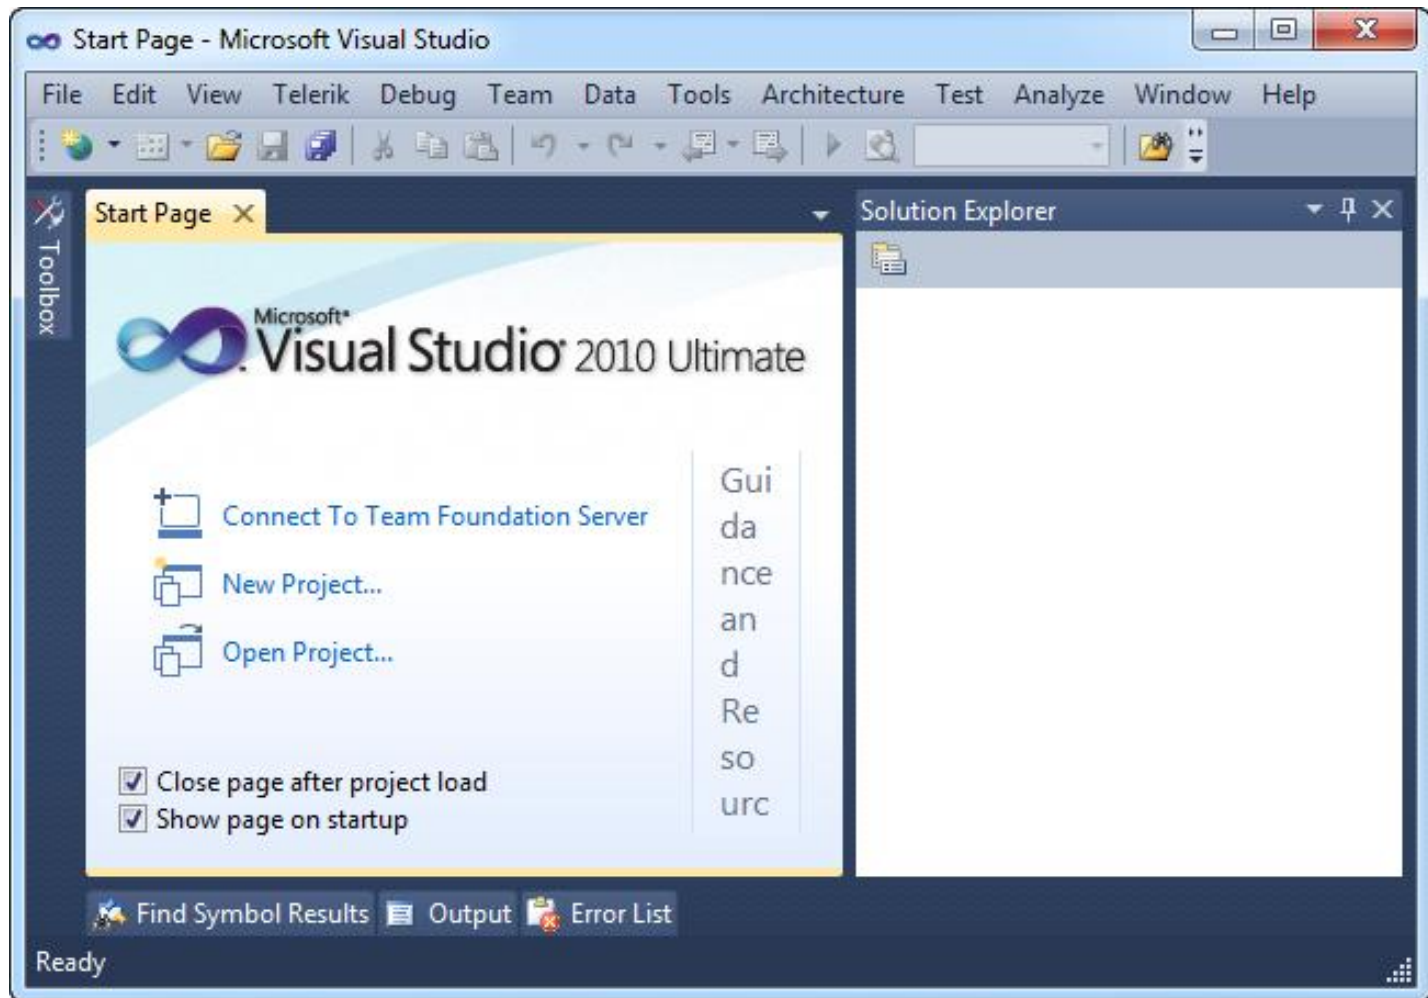 Start Page - Microsoft Visual Studio
File Edit View Telerik Debug Team Data Tools Architecture Test Analyze Window Help
Toolbox
Start Page
Solution Explorer
Microsoft
Visual Studio 2010 Ultimate
Connect To Team Foundation Server
New Project...
Open Project...
Close page after project load
Show page on startup
Gui
da
nce
an
d
Re
so
urc
Find Symbol Results Output Error List
Ready